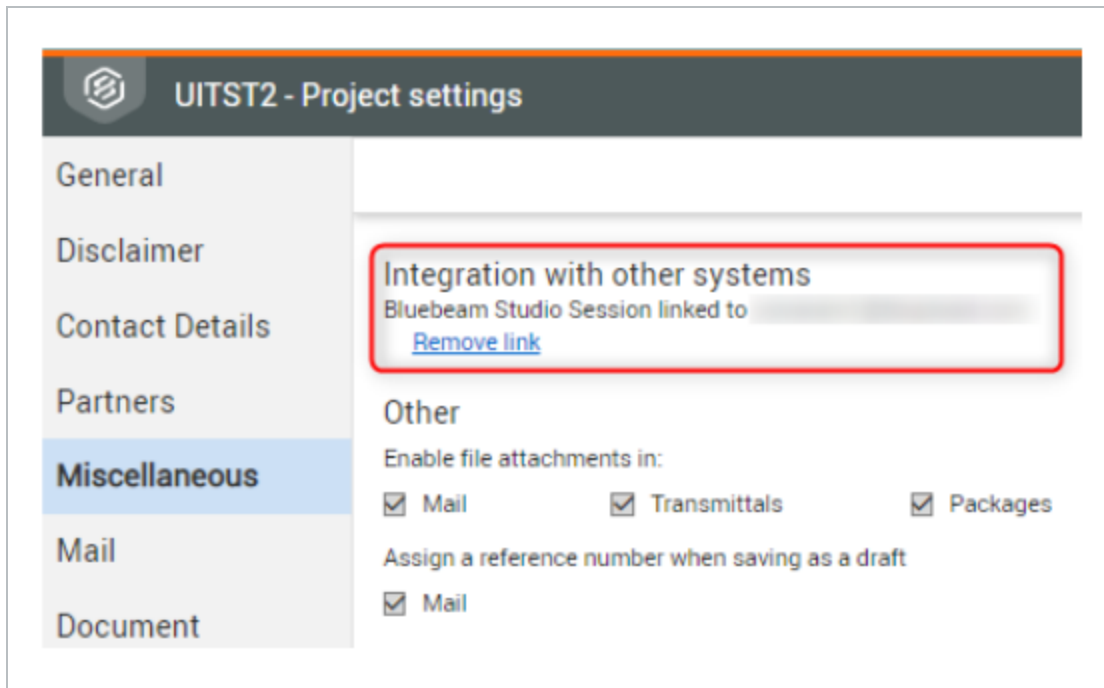 UITST2 - Project settings
General
Disclaimer
Contact Details
Partners
Miscellaneous
Mail
Document
Integration with other systems
Bluebeam Studio Session linked to
Remove link
Other
Enable file attachments in:
Mail Transmittals Packages
Assign a reference number when saving as a draft
Mail